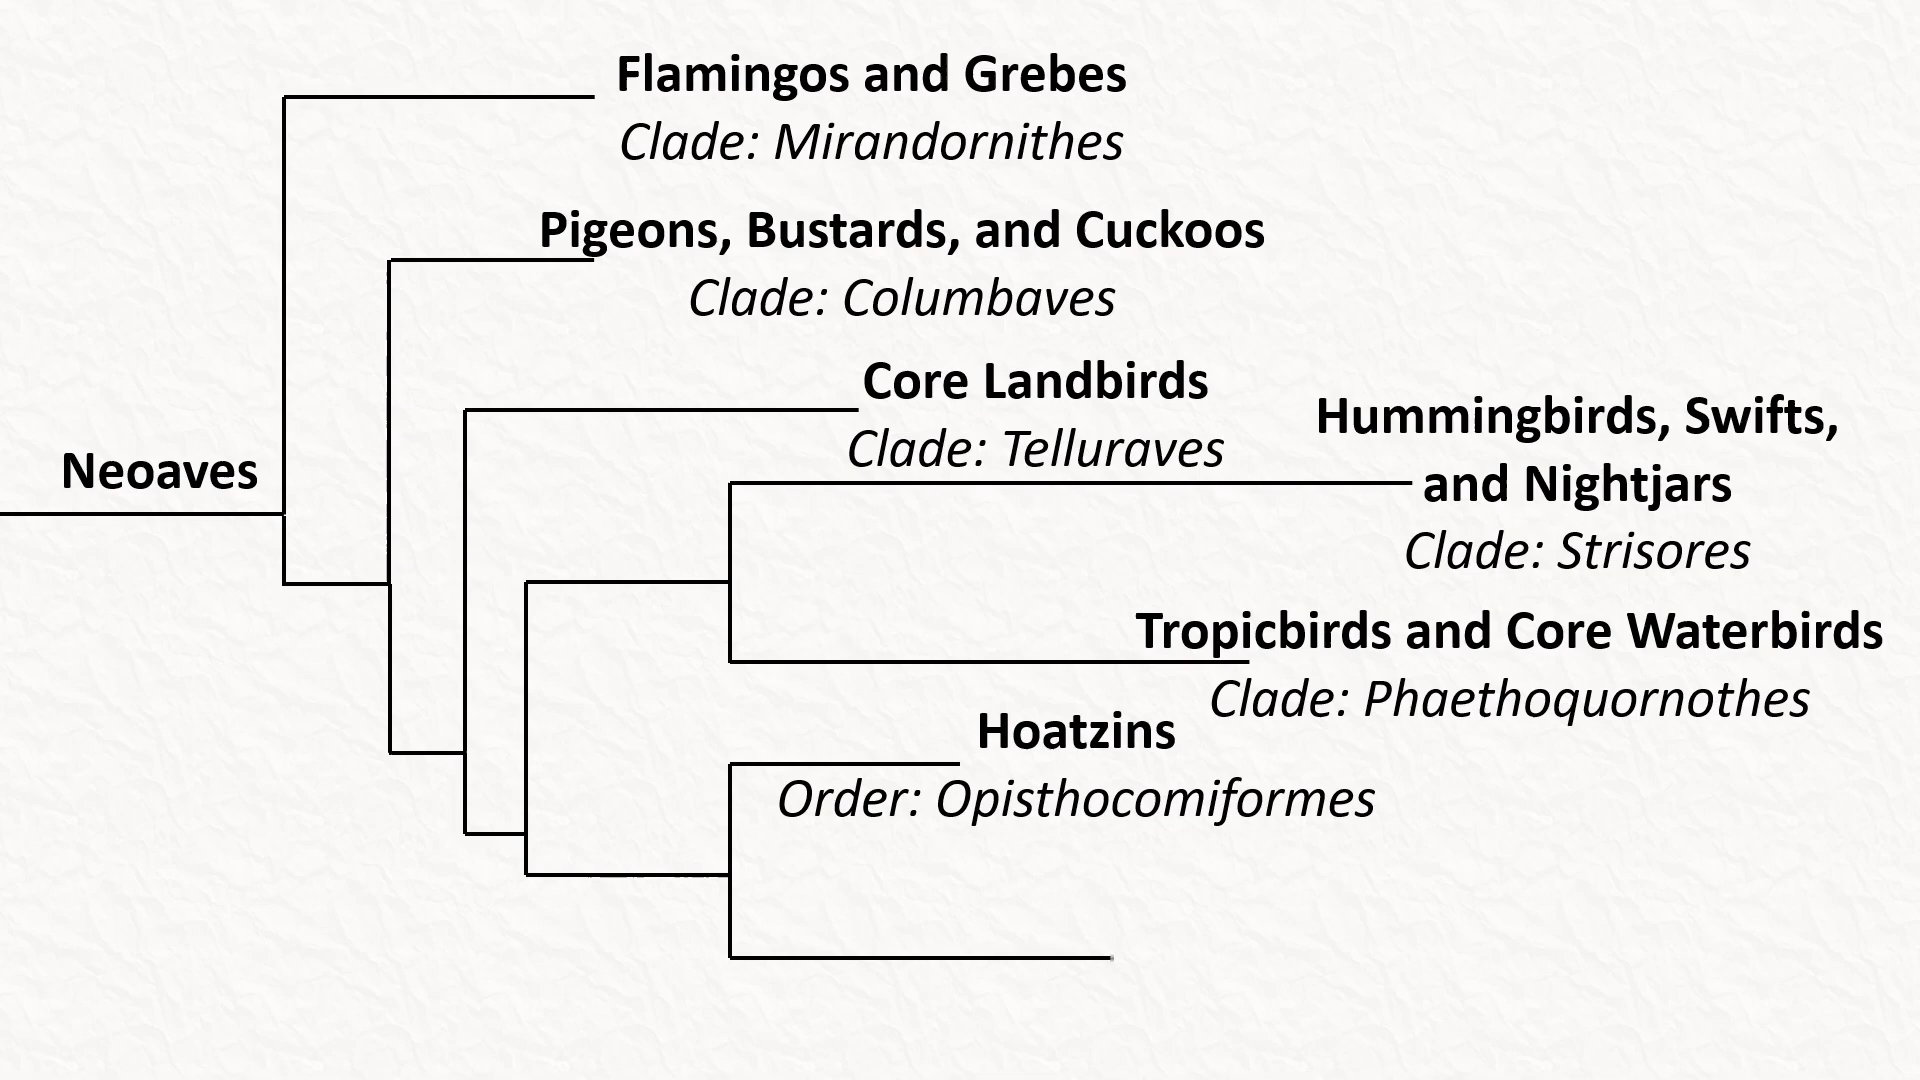 Flamingos and Grebes
Clade: Mirandornithes
Pigeons, Bustards, and Cuckoos
Clade: Columbaves
Core Landbirds
Clade: Telluraves
Hummingbirds, Swifts,
and Nightjars
Clade: Strisores
Neoaves
Tropicbirds and Core Waterbirds
Clade: Phaethoquornothes
Hoatzins
Order: Opisthocomiformes